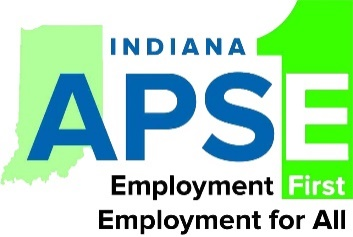 INDIANA
APSE
Employment First
Employment for All